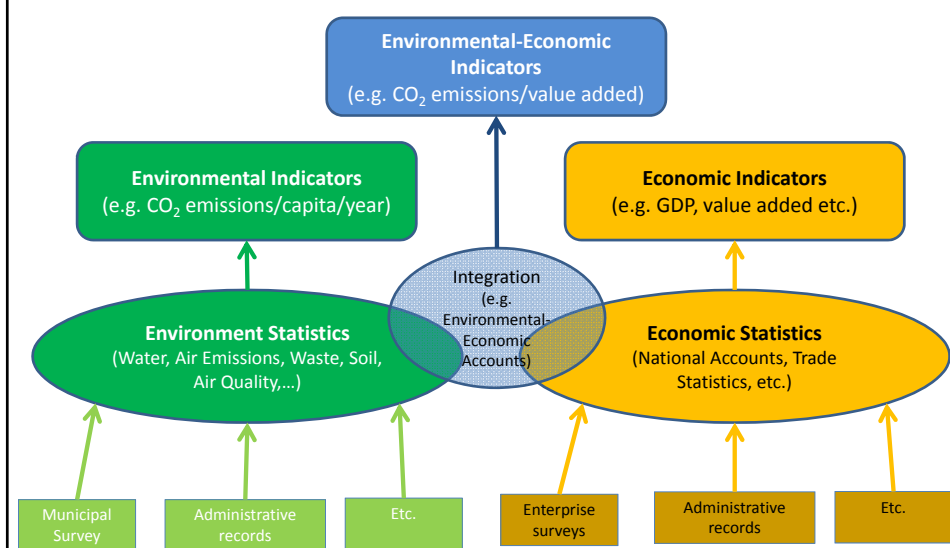 Environmental-Economic
Indicators
(e.g. CO₂ emissions/value added)
Environmental Indicators
(e.g. CO₂ emissions/capita/year)
Economic Indicators
(e.g. GDP, value added etc.)
Integration
(e.g.
Environmental-
Economic
Accounts)
Environment Statistics
(Water, Air Emissions, Waste, Soil,
Air Quality,...)
Economic Statistics
(National Accounts, Trade
Statistics, etc.)
Municipal
Survey
Administrative
records
Etc.
Enterprise
surveys
Administrative
records
Etc.